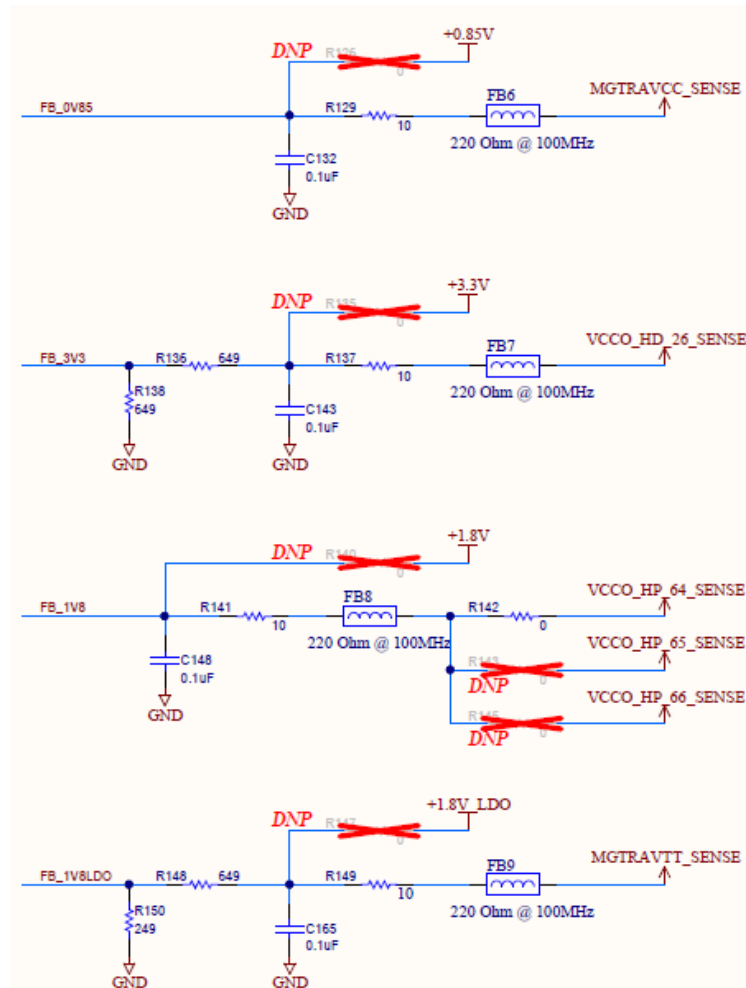 +0.85V
DNP R126
0
FB_0V85
R129
10
FB6
220 Ohm @ 100MHz
MGTRAVCC_SENSE
C132
0.1uF
GND
+3.3V
DNP R135
0
FB_3V3
R136 649
R138
649
GND
R137
10
FB7
220 Ohm @ 100MHz
VCCO_HD_26_SENSE
C143
0.1uF
GND
+1.8V
DNP R140
0
FB_1V8
R141
10
FB8
220 Ohm @ 100MHz
R142
0
VCCO_HP_64_SENSE
C148
0.1uF
GND
R143
0
DNP
VCCO_HP_65_SENSE
R145
0
DNP
VCCO_HP_66_SENSE
+1.8V_LDO
DNP R147
0
FB_1V8LDO
R148 649
R150
249
GND
R149
10
FB9
220 Ohm @ 100MHz
MGTRAVTT_SENSE
C165
0.1uF
GND